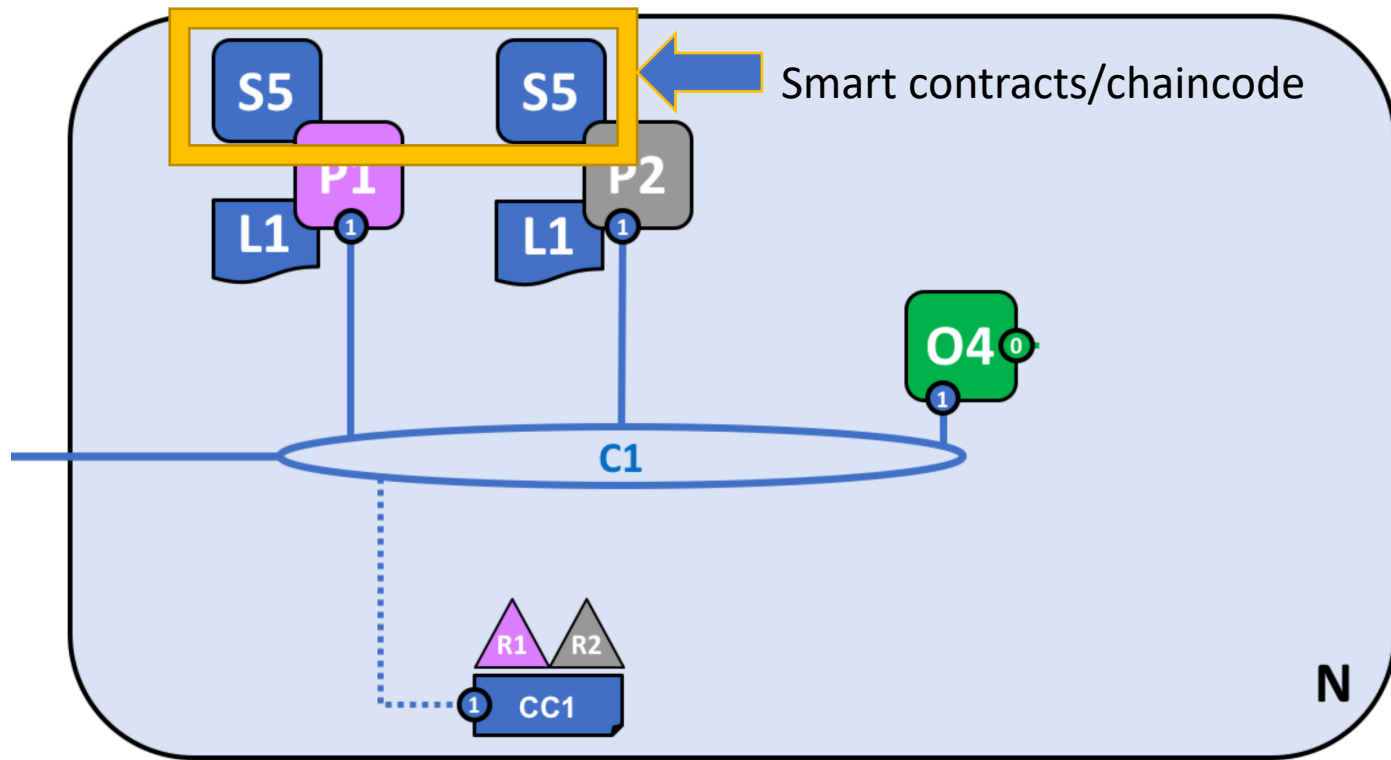 S5
S5
Smart contracts/chaincode
P1
P2
L1
1
L1
1
O4
0
1
C1
R1
R2
1
CC1
N